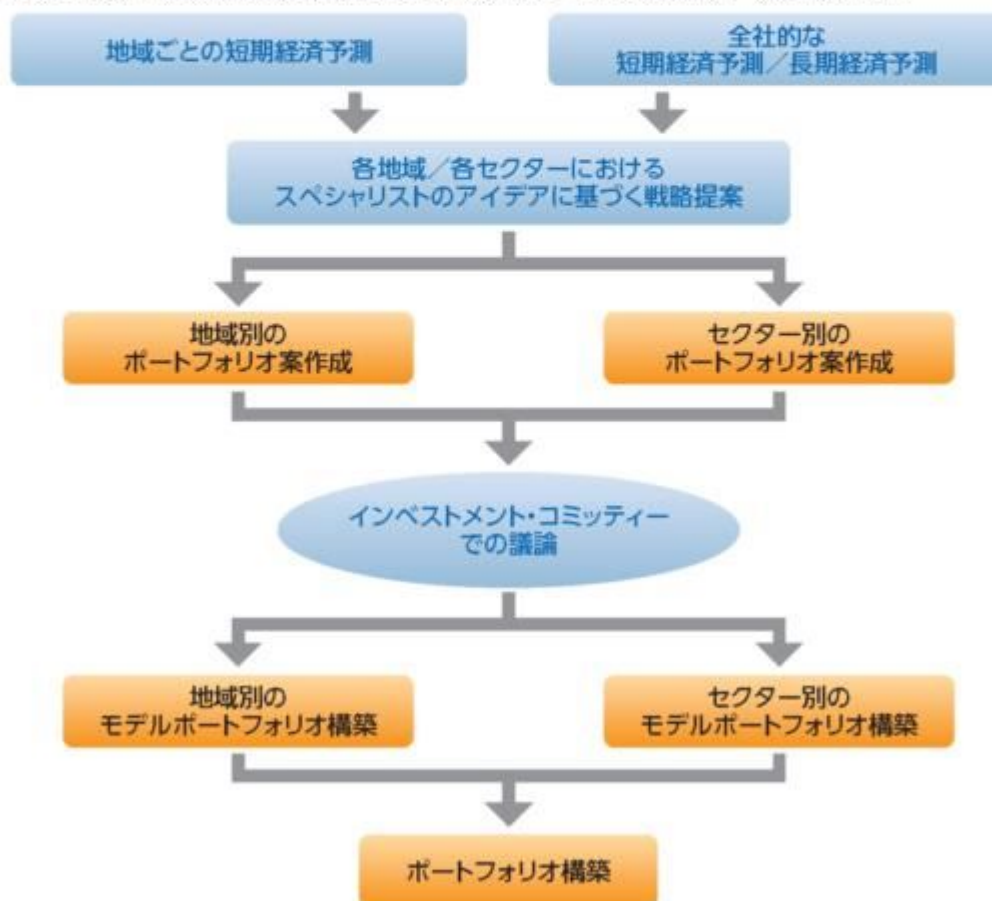 地域ごとの短期経済予測
全社的な
短期経済予測／長期経済予測
各地域／各セクターにおける
スペシャリストのアイデアに基づく戦略提案
地域別の
ポートフォリオ案作成
セクター別の
ポートフォリオ案作成
インベストメント・コミッティー
での議論
地域別の
モデルポートフォリオ構築
セクター別の
モデルポートフォリオ構築
ポートフォリオ構築